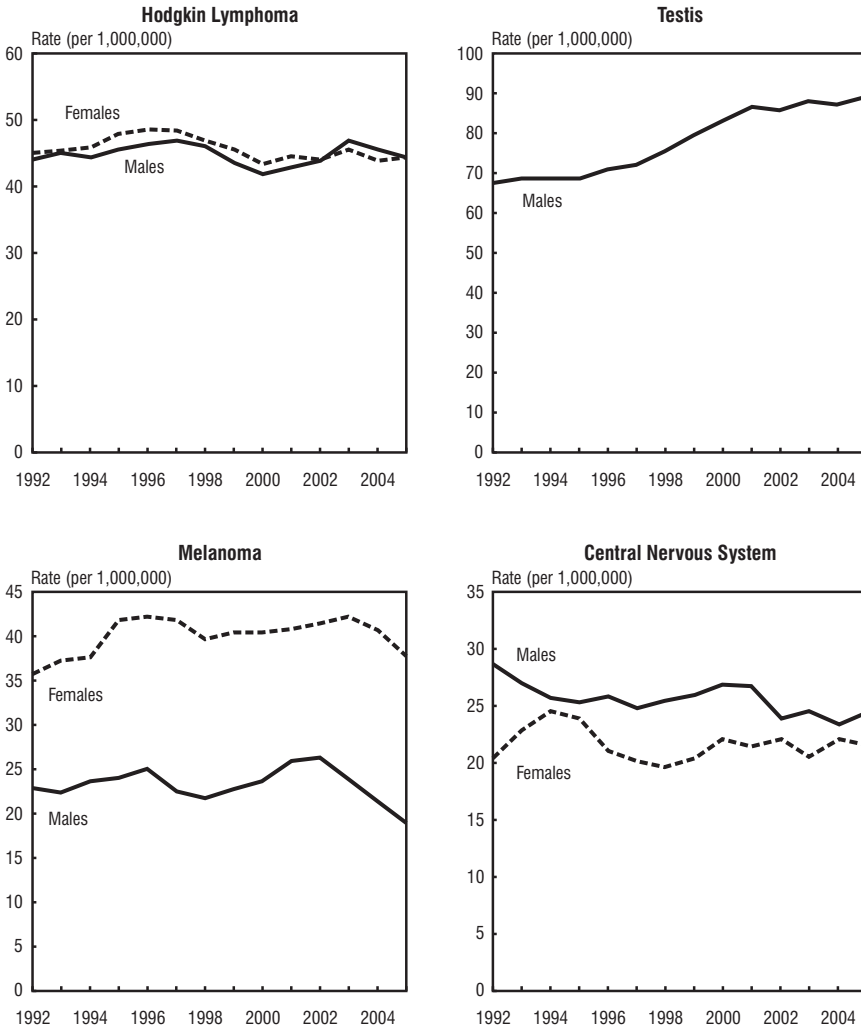 Hodgkin Lymphoma
Rate (per 1,000,000)
60
50
40
30
20
10
0
Females
Males
1992 1994 1996 1998 2000 2002 2004
Testis
Rate (per 1,000,000)
100
90
80
70
60
50
40
30
20
10
0
Males
1992 1994 1996 1998 2000 2002 2004
Melanoma
Rate (per 1,000,000)
45
40
35
30
25
20
15
10
5
0
Females
Males
1992 1994 1996 1998 2000 2002 2004
Central Nervous System
Rate (per 1,000,000)
35
30
25
20
15
10
5
0
Males
Females
1992 1994 1996 1998 2000 2002 2004